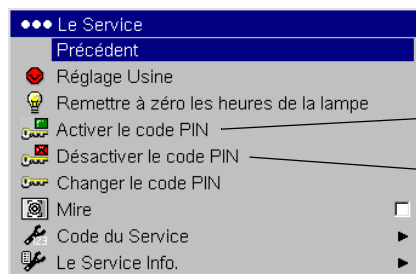 Le Service
Précédent
Réglage Usine
Remettre à zéro les heures de la lampe
Activer le code PIN
Désactiver le code PIN
Changer le code PIN
Mire
Code du Service
Le Service Info.